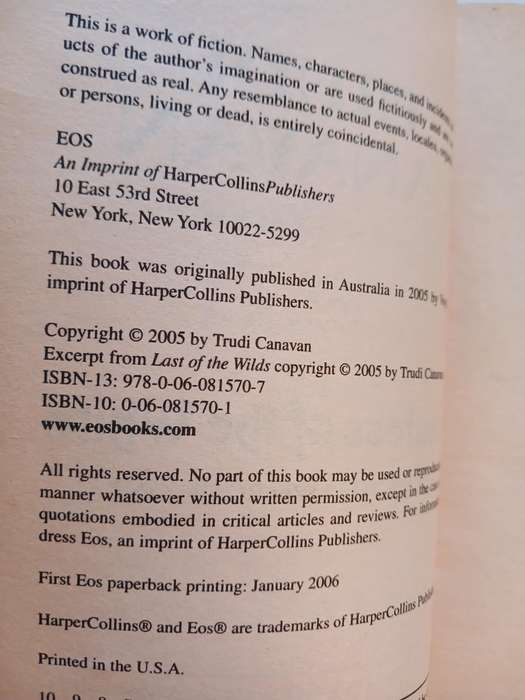 This is a work of fiction. Names, characters, places, and
ucts of the author's imagination or are used fictitiously and
construed as real. Any resemblance to actual events, locales,
or persons, living or dead, is entirely coincidental.
EOS
An Imprint of HarperCollinsPublishers
10 East 53rd Street
New York, New York 10022-5299
This book was originally published in Australia in 2005 by
imprint of HarperCollins Publishers.
Copyright © 2005 by Trudi Canavan
Excerpt from Last of the Wilds copyright © 2005 by Trudi
ISBN-13: 978-0-06-081570-7
ISBN-10: 0-06-081570-1
www.eosbooks.com
All rights reserved. No part of this book may be used or
manner whatsoever without written permission, except in the
quotations embodied in critical articles and reviews. For
dress Eos, an imprint of HarperCollins Publishers.
First Eos paperback printing: January 2006
HarperCollins® and Eos® are trademarks of HarperCollins
Printed in the U.S.A.
10 9 8